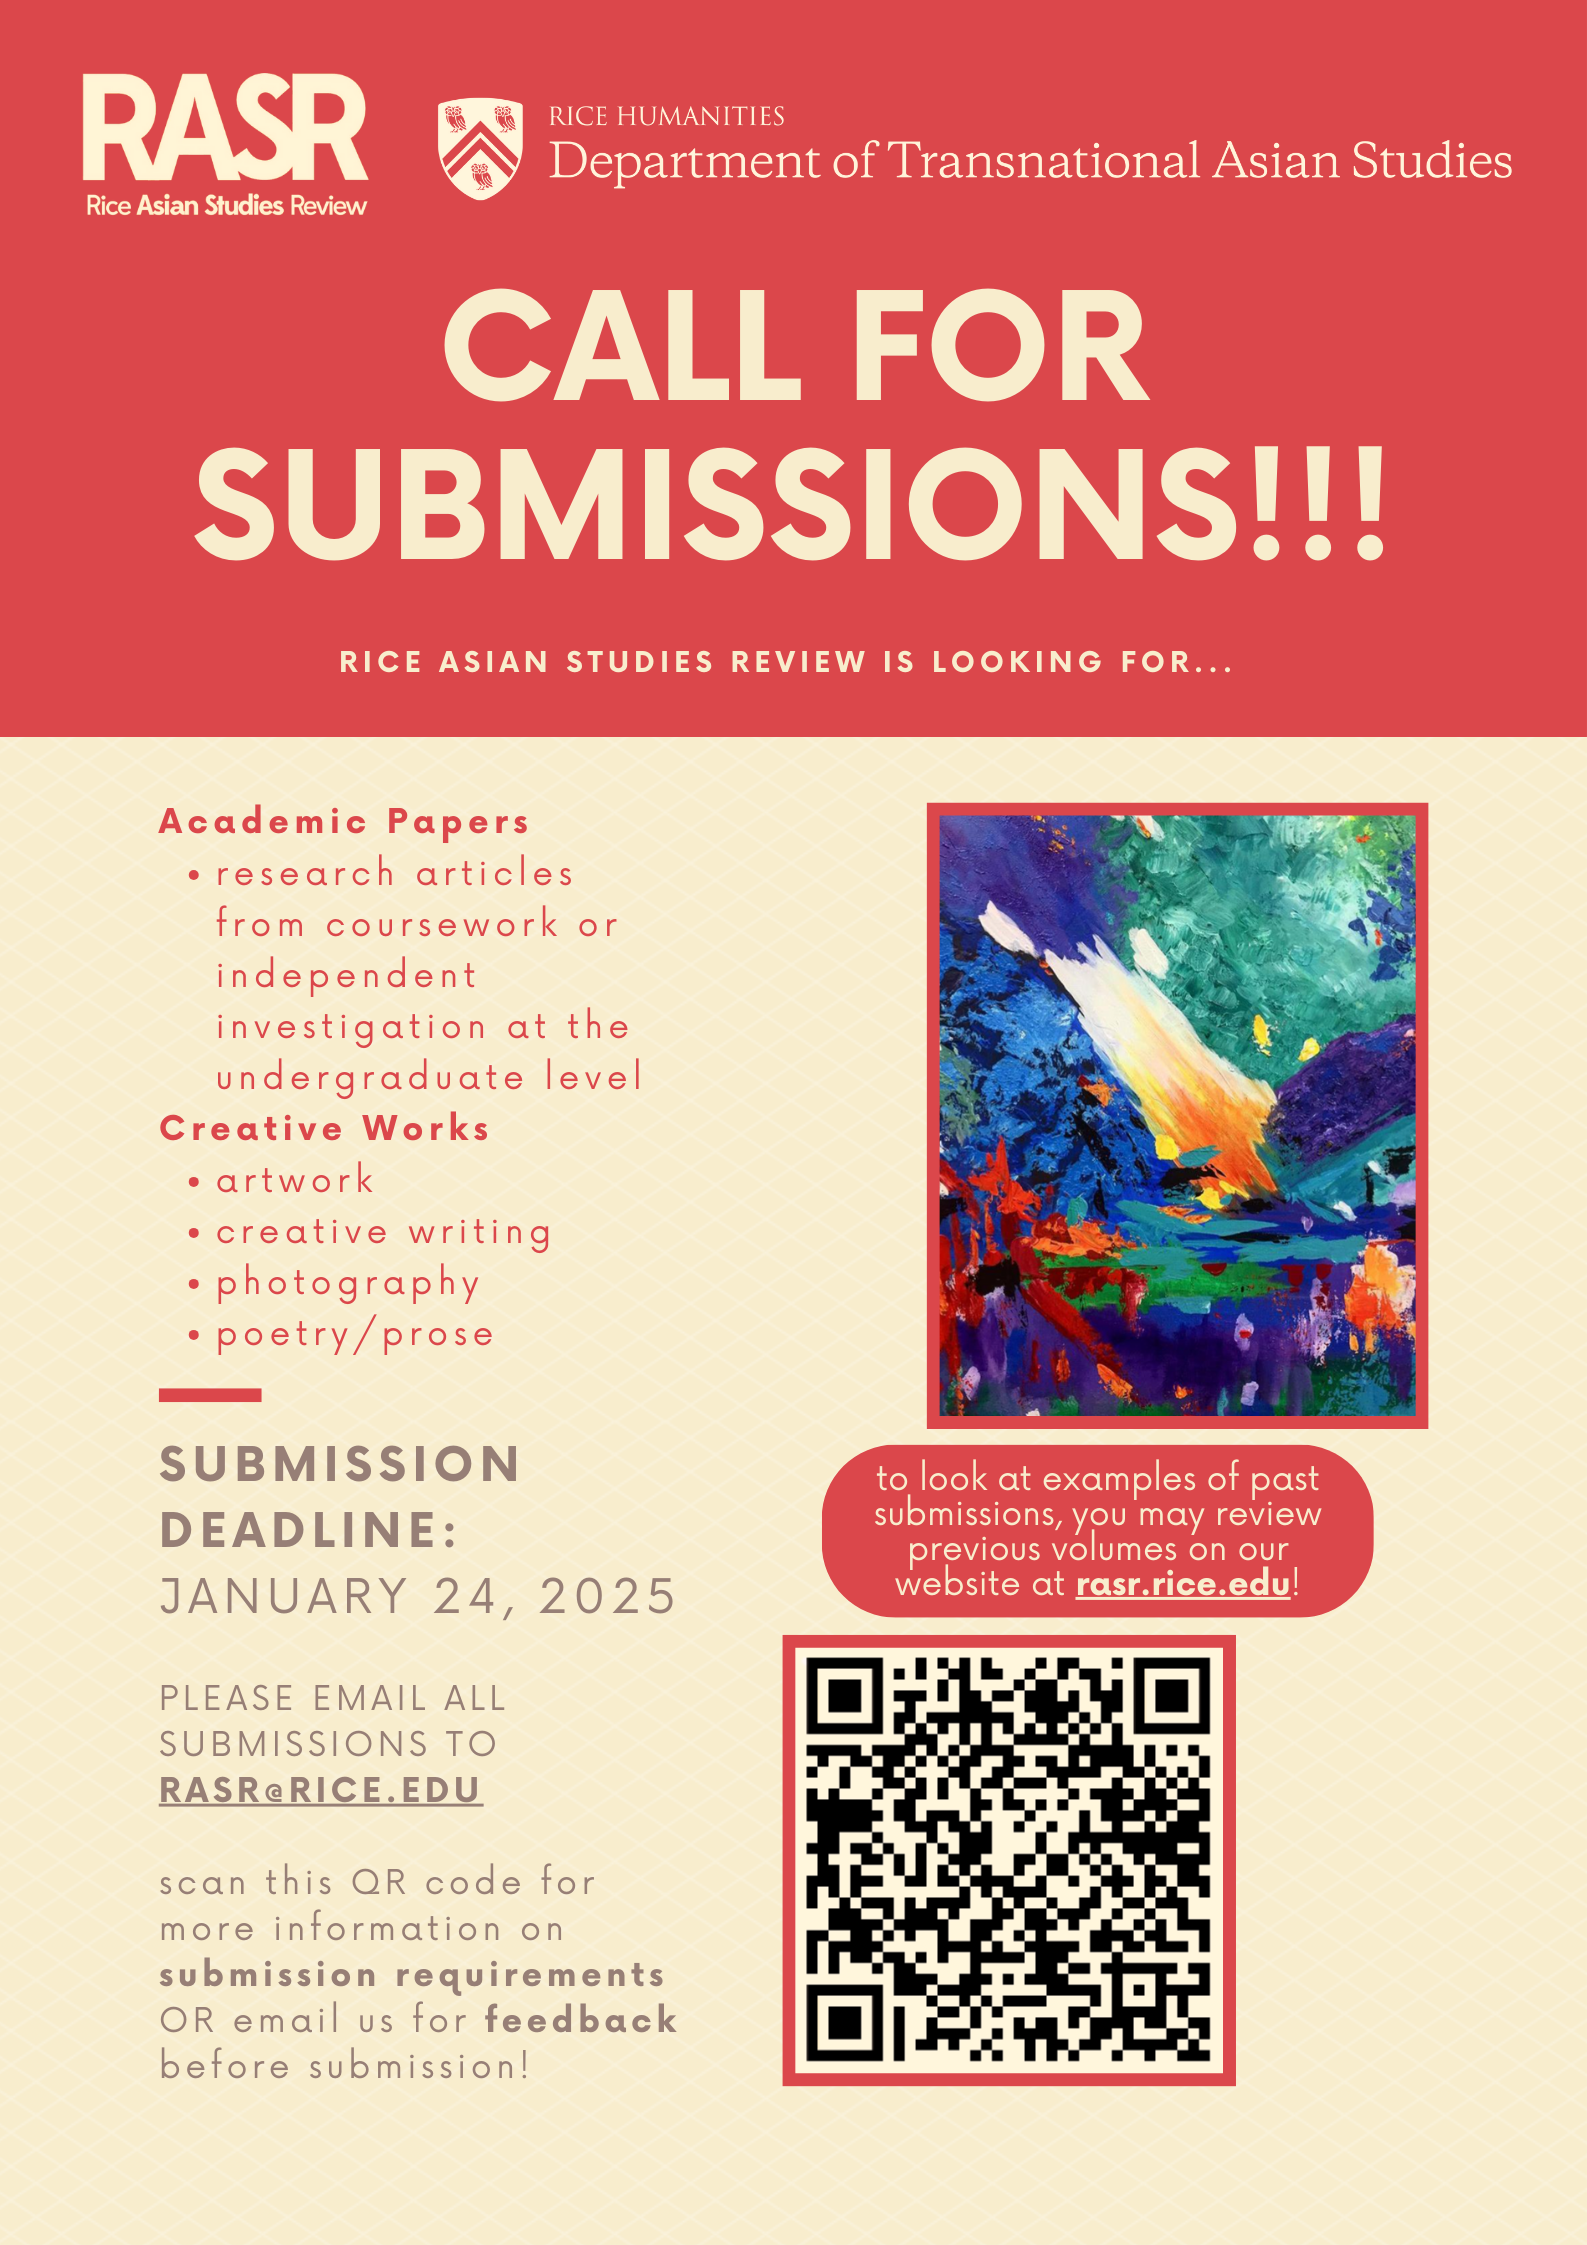 RASR
Rice Asian Studies Review
RICE HUMANITIES
Department of Transnational Asian Studies
CALL FOR
SUBMISSIONS!!!
RICE ASIAN STUDIES REVIEW IS LOOKING FOR...
Academic Papers
• research articles
from coursework or
independent
investigation at the
undergraduate level
Creative Works
• artwork
• creative writing
• photography
• poetry/prose
SUBMISSION
DEADLINE:
JANUARY 24, 2025
PLEASE EMAIL ALL
SUBMISSIONS TO
RASR@RICE.EDU
scan this QR code for
more information on
submission requirements
OR email us for feedback
before submission!
to look at examples of past
submissions, you may review
previous volumes on our
website at rasr.rice.edu!